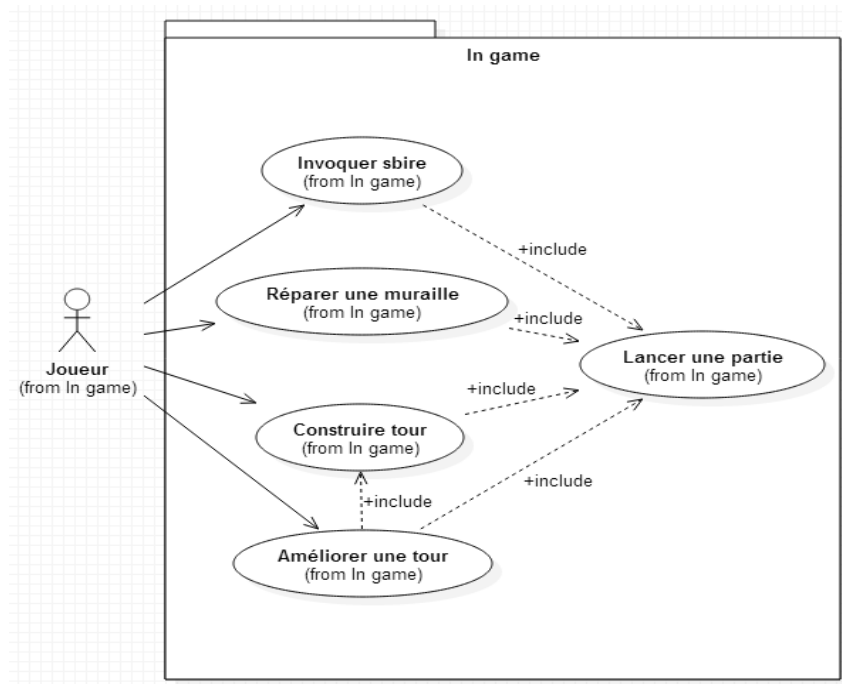 In game
Invoquer sbire
(from In game)
+include
Réparer une muraille
(from In game)
+include
Lancer une partie
(from In game)
Joueur
(from In game)
+include
Construire tour
(from In game)
+include
+include
Améliorer une tour
(from In game)